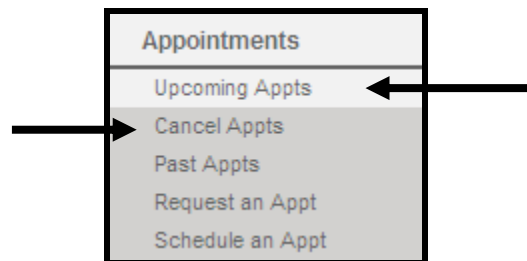 Appointments
Upcoming Appts
Cancel Appts
Past Appts
Request an Appt
Schedule an Appt